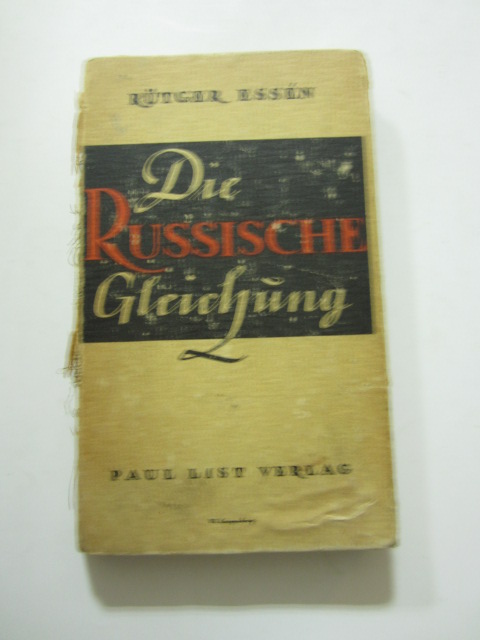 RÜTGER ESSÉN
Die
RUSSISCHE
Gleichung
PAUL LIST VERLAG